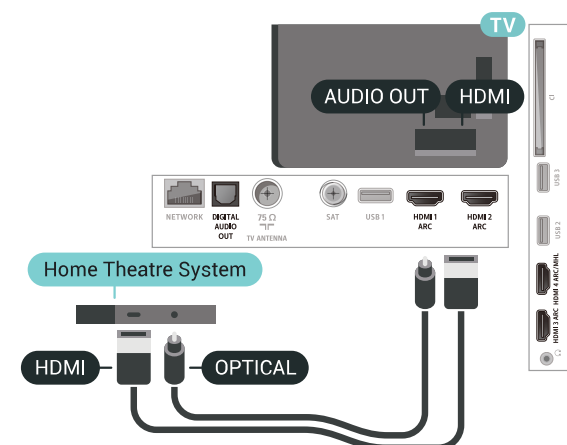 TV
AUDIO OUT
HDMI
CI
USB 3
USB 2
HDMI 4 ARC/MHL
HDMI 3 ARC
NETWORK
DIGITAL
AUDIO
OUT
75 Ω
TV ANTENNA
SAT
USB 1
HDMI 1
ARC
HDMI 2
ARC
Home Theatre System
HDMI
OPTICAL